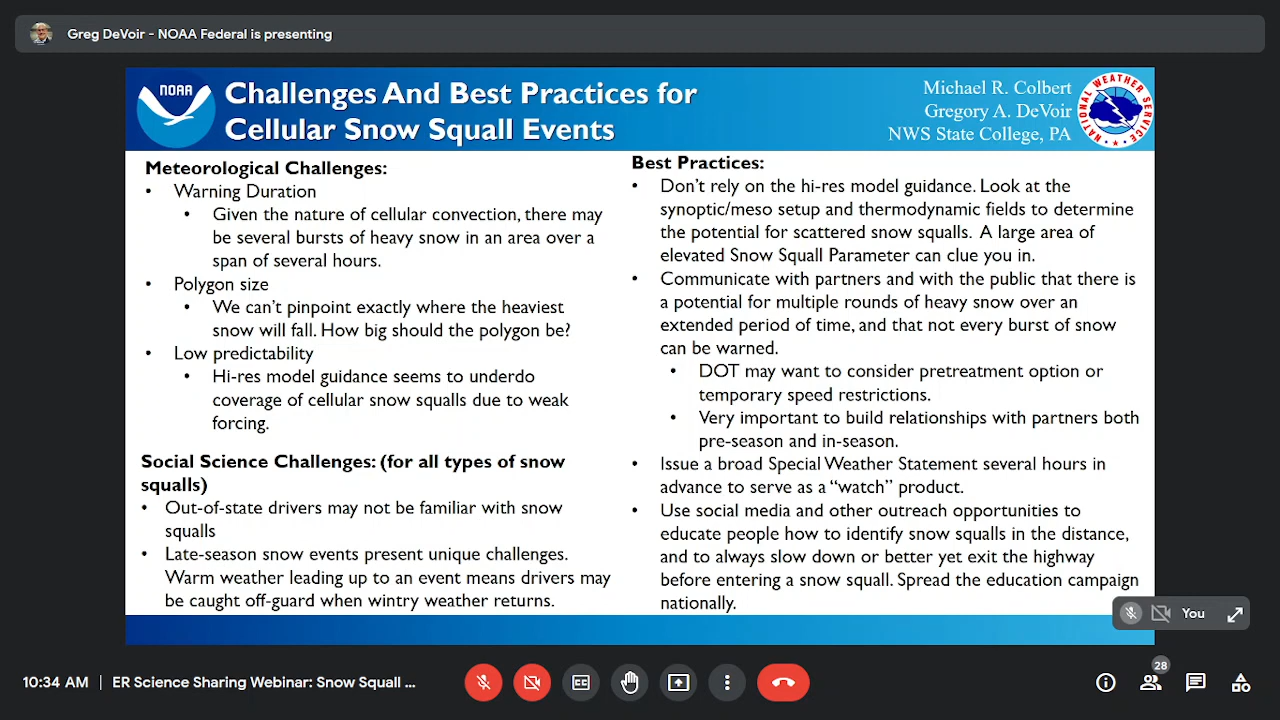 Greg DeVoir - NOAA Federal is presenting
NOAA
Challenges And Best Practices for
Cellular Snow Squall Events
Michael R. Colbert
Gregory A. DeVoir
NWS State College, PA
NATIONAL WEATHER SERVICE
Meteorological Challenges:
• Warning Duration
• Given the nature of cellular convection, there may
be several bursts of heavy snow in an area over a
span of several hours.
• Polygon size
• We can't pinpoint exactly where the heaviest
snow will fall. How big should the polygon be?
• Low predictability
• Hi-res model guidance seems to underdo
coverage of cellular snow squalls due to weak
forcing.
Social Science Challenges: (for all types of snow
squalls)
• Out-of-state drivers may not be familiar with snow
squalls
• Late-season snow events present unique challenges.
Warm weather leading up to an event means drivers may
be caught off-guard when wintry weather returns.
Best Practices:
• Don't rely on the hi-res model guidance. Look at the
synoptic/meso setup and thermodynamic fields to determine
the potential for scattered snow squalls. A large area of
elevated Snow Squall Parameter can clue you in.
• Communicate with partners and with the public that there is
a potential for multiple rounds of heavy snow over an
extended period of time, and that not every burst of snow
can be warned.
• DOT may want to consider pretreatment option or
temporary speed restrictions.
• Very important to build relationships with partners both
pre-season and in-season.
• Issue a broad Special Weather Statement several hours in
advance to serve as a "watch" product.
• Use social media and other outreach opportunities to
educate people how to identify snow squalls in the distance,
and to always slow down or better yet exit the highway
before entering a snow squall. Spread the education campaign
nationally.
You
10:34 AM | ER Science Sharing Webinar: Snow Squall ...
CC
28